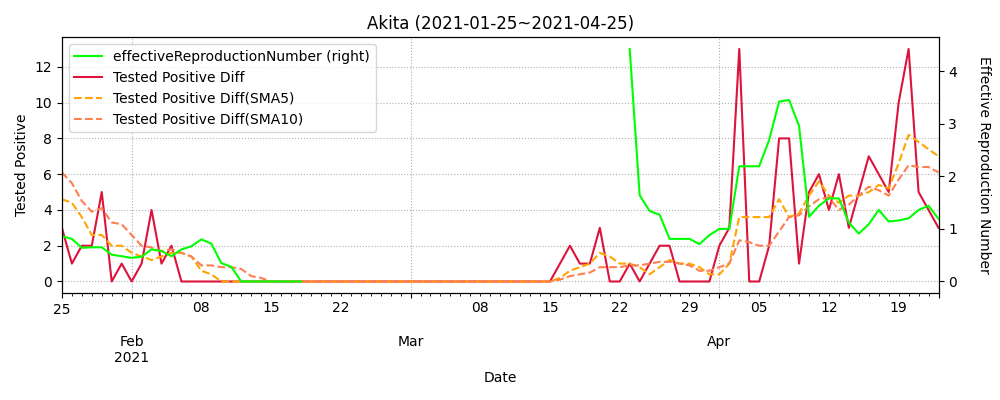 Akita (2021-01-25~2021-04-25)
effectiveReproductionNumber (right)
Tested Positive Diff
Tested Positive Diff(SMA5)
Tested Positive Diff(SMA10)
Tested Positive
12
10
8
6
4
2
0
4
3
2
1
0
Effective Reproduction Number
25 08 15 22 08 15 22 29 05 12 19
Feb Mar Apr
2021
Date